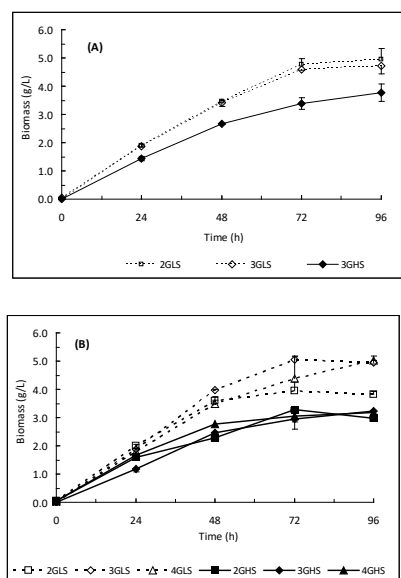 (A)
6.0
5.0
4.0
3.0
2.0
1.0
0.0
Biomass (g/L)
0 24 48 72 96
Time (h)
2GLS 3GLS 3GHS
(B)
6.0
5.0
4.0
3.0
2.0
1.0
0.0
Biomass (g/L)
0 24 48 72 96
Time (h)
2GLS 3GLS 4GLS 2GHS 3GHS 4GHS